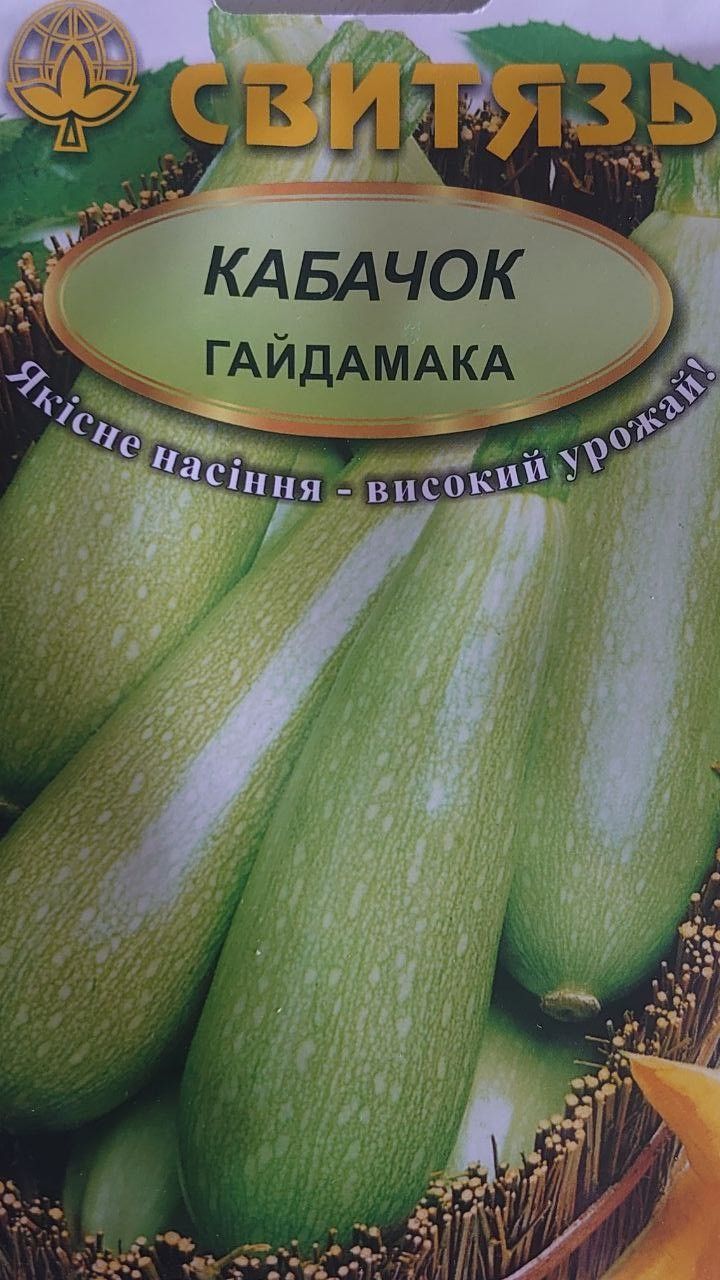 СВИТЯЗЬ
КАБАЧОК
ГАЙДАМАКА
Якісне насіння - високий урожай!